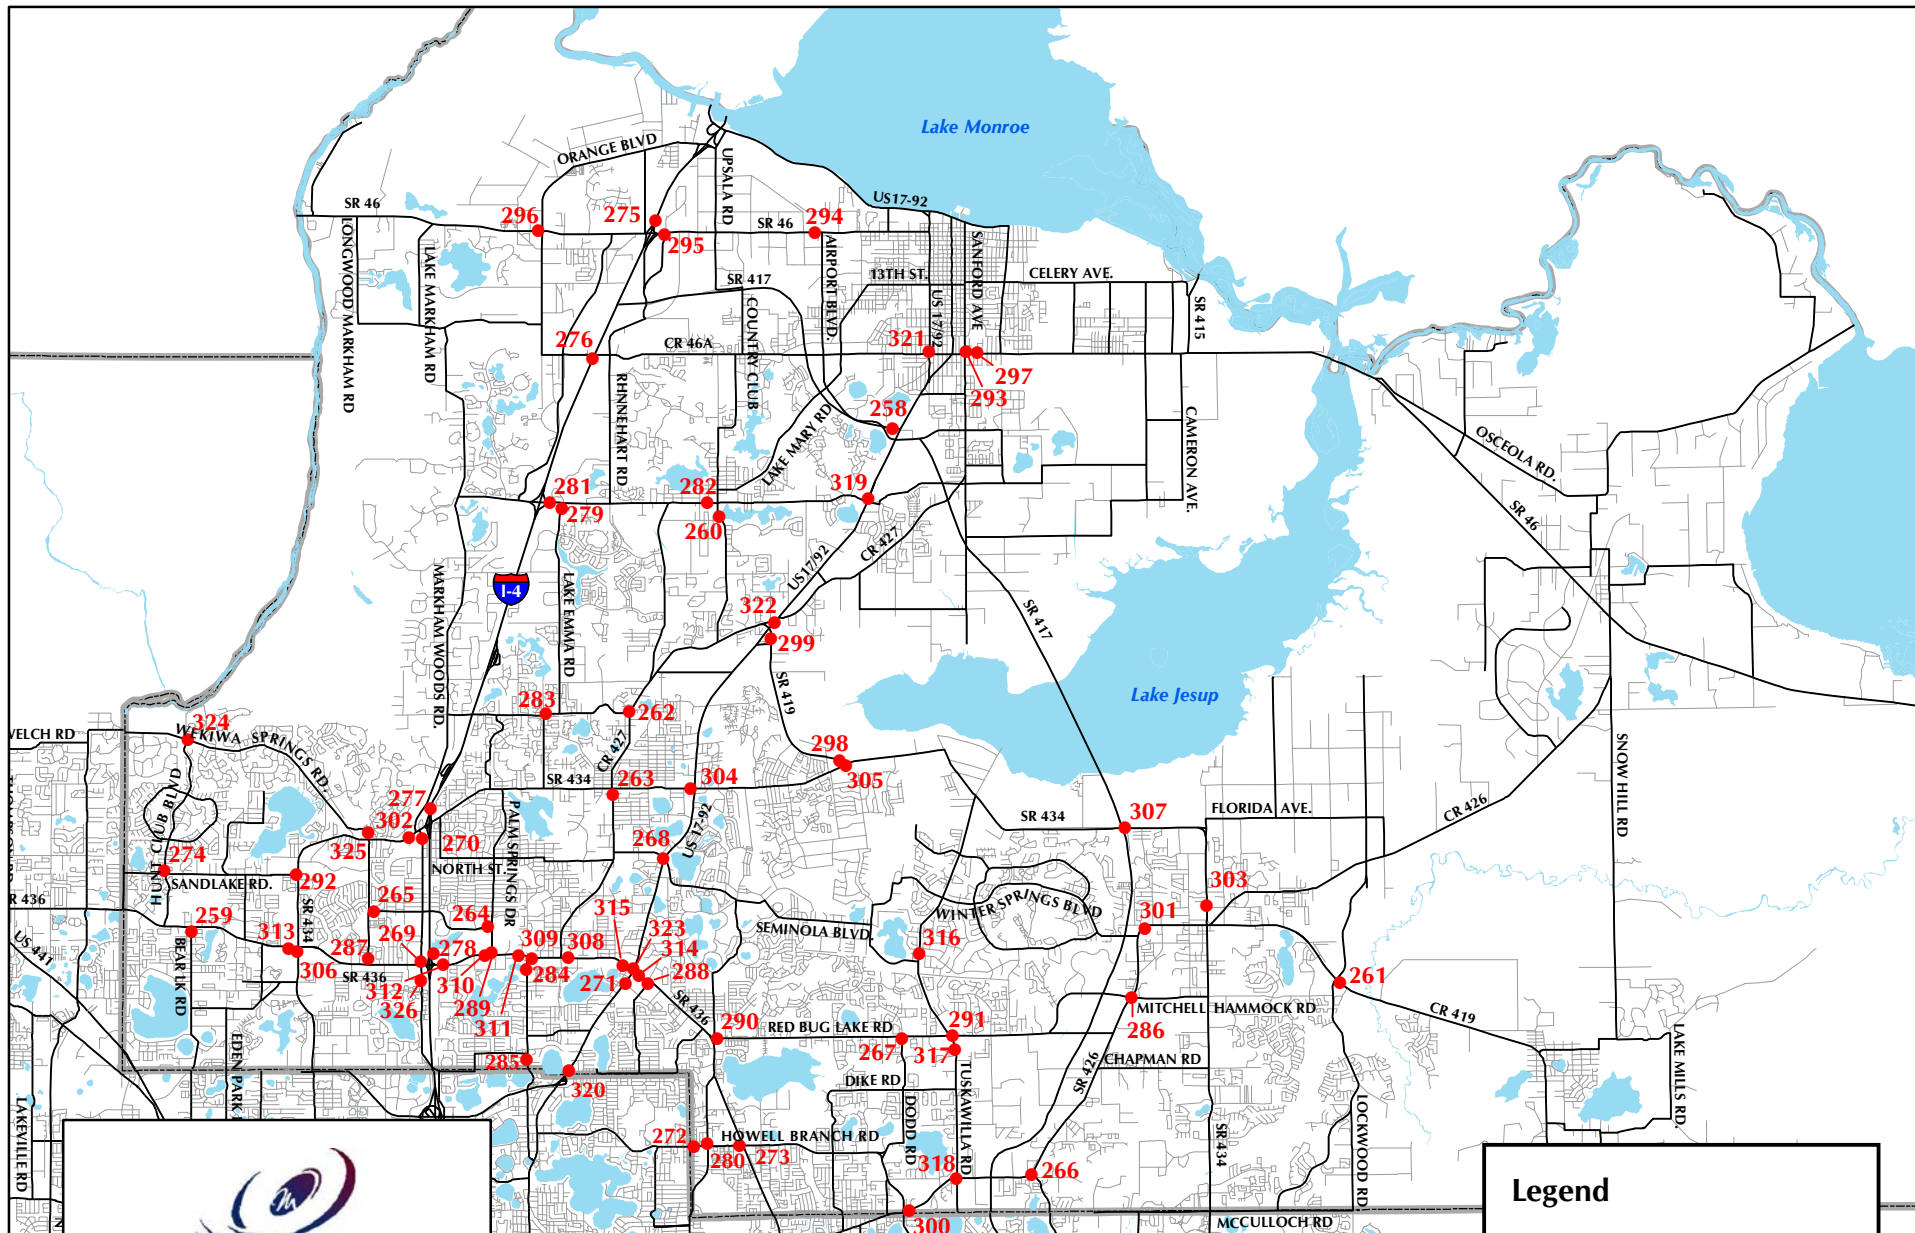 Lake Monroe
ORANGE BLVD
UPSALA RD
US17-92
SR 46
296
275
SR 46
294
295
LONGWOOD MARKHAM RD
LAKE MARKHAM RD
AIRPORT BLVD.
SANFORD AVE
13TH ST.
CELERY AVE.
SR 417
COUNTRY CLUB
US 17/92
SR 415
276
CR 46A
321
297
293
RHINNEHART RD
258
LAKE MARY RD
CAMERON AVE.
OSCEOLA RD.
SR 46
281
282
319
279
260
US17/92
CR 427
I-4
MARKHAM WOODS RD.
LAKE EMMA RD
322
299
SR 417
SR 419
Lake Jesup
283
262
324
WEKIWA SPRINGS RD.
CR 427
298
305
SR 434
263
304
SNOW HILL RD
HUNT CLUB BLVD
277
302
325
270
PALM SPRINGS DR
US 17-92
268
SR 434
307
FLORIDA AVE.
CR 426
274
SANDLAKE RD.
292
NORTH ST.
SR 434
265
264
315
323
314
303
WINTER SPRINGS BLVD
301
R 436
259
313
306
287
269
278
309
308
SEMINOLA BLVD.
316
US 441
BEAR LK RD
SR 436
312
326
310
289
311
284
271
288
SR 436
261
286
MITCHELL HAMMOCK RD
CR 419
290
RED BUG LAKE RD
291
267
317
CHAPMAN RD
SR 426
LAKE MILLS RD.
285
320
DIKE RD
DODD RD
TUSKAWILLA RD
LOCKWOOD RD
SR 434
LAKEVILLE RD
272
280
HOWELL BRANCH RD
273
318
266
300
MCCULLOCH RD
Legend